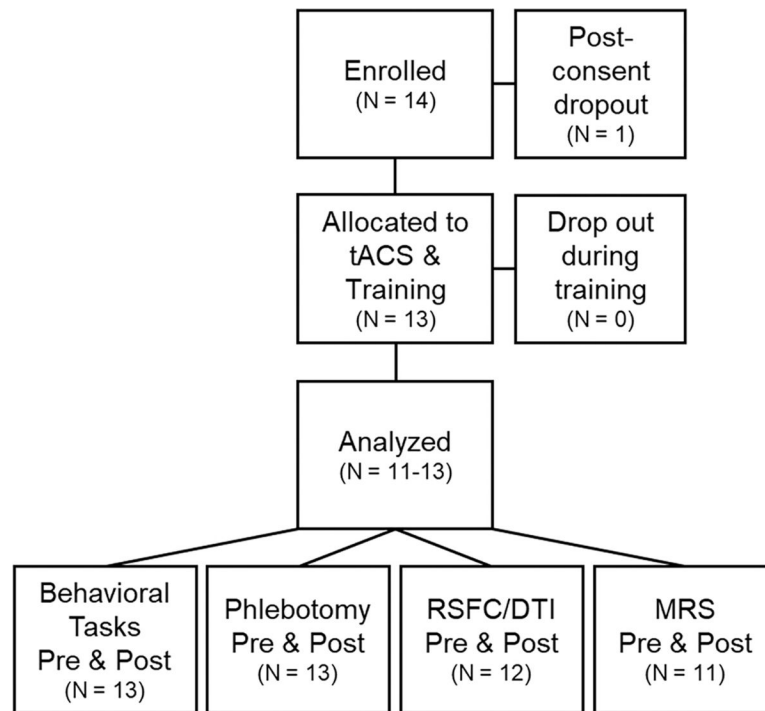 Enrolled
(N = 14)
Post-
consent
dropout
(N = 1)
Allocated to
tACS &
Training
(N = 13)
Drop out
during
training
(N = 0)
Analyzed
(N = 11-13)
Behavioral
Tasks
Pre & Post
(N = 13)
Phlebotomy
Pre & Post
(N = 13)
RSFC/DTI
Pre & Post
(N = 12)
MRS
Pre & Post
(N = 11)